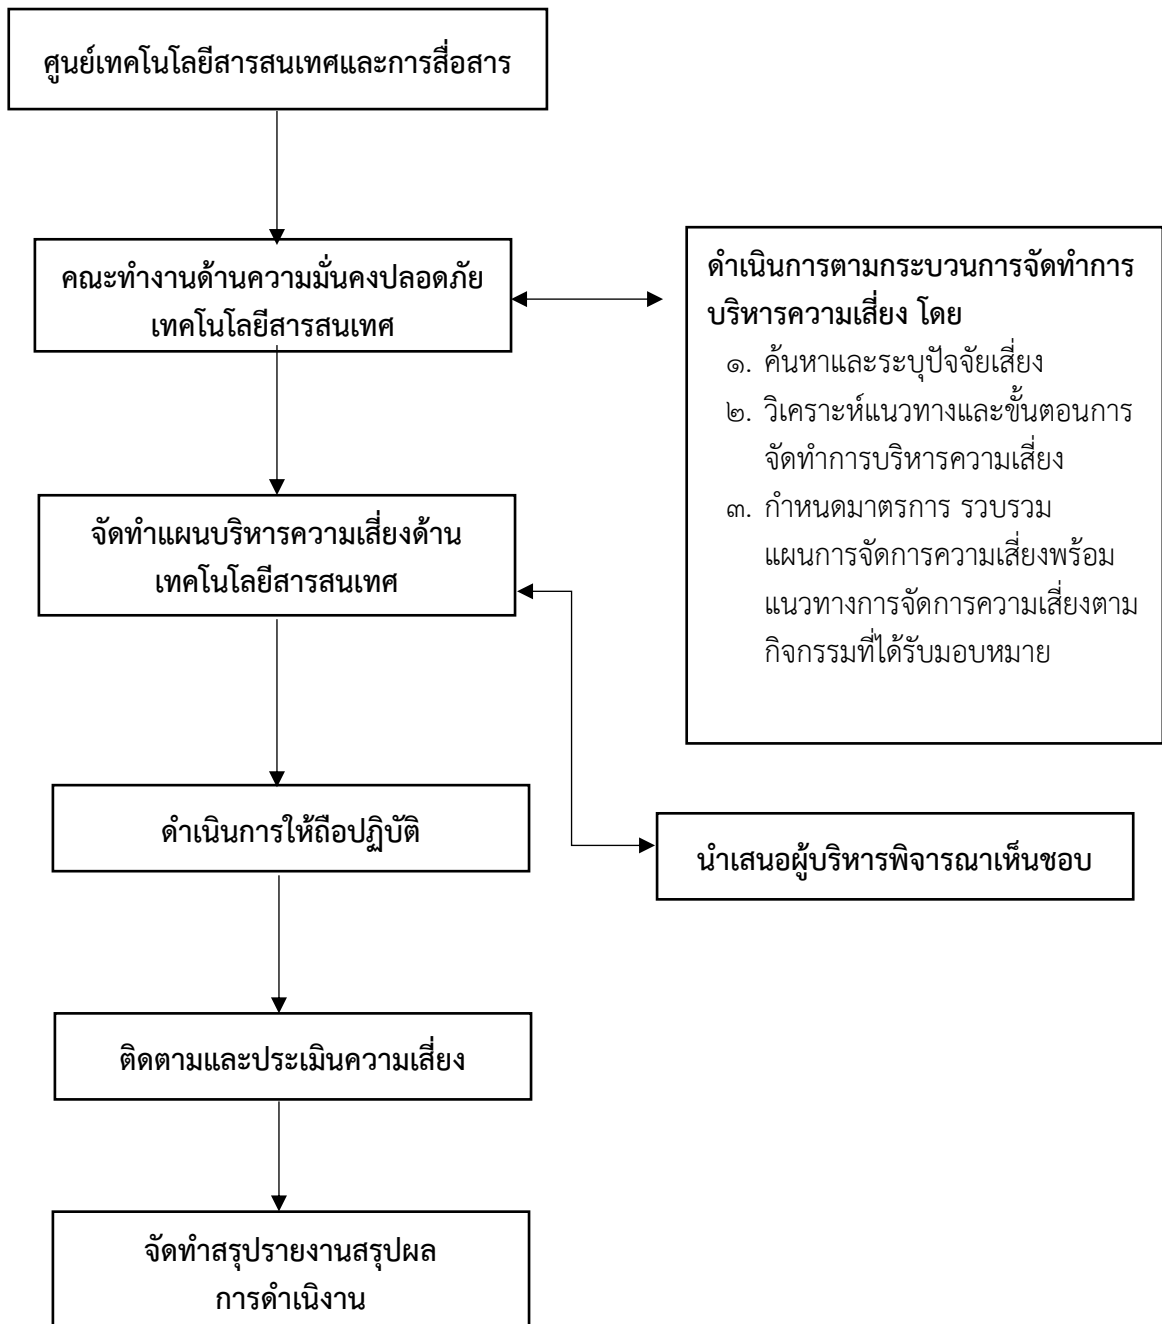 ศูนย์เทคโนโลยีสารสนเทศและการสื่อสาร
คณะทำงานด้านความมั่นคงปลอดภัย
เทคโนโลยีสารสนเทศ
ดำเนินการตามกระบวนการจัดทำการ
บริหารความเสี่ยง โดย
๑. ค้นหาและระบุปัจจัยเสี่ยง
๒. วิเคราะห์แนวทางและขั้นตอนการ
จัดทำการบริหารความเสี่ยง
๓. กำหนดมาตรการ รวบรวม
แผนการจัดการความเสี่ยงพร้อม
แนวทางการจัดการความเสี่ยงตาม
กิจกรรมที่ได้รับมอบหมาย
จัดทำแผนบริหารความเสี่ยงด้าน
เทคโนโลยีสารสนเทศ
ดำเนินการให้ถือปฏิบัติ
นำเสนอผู้บริหารพิจารณาเห็นชอบ
ติดตามและประเมินความเสี่ยง
จัดทำสรุปรายงานสรุปผล
การดำเนิงาน